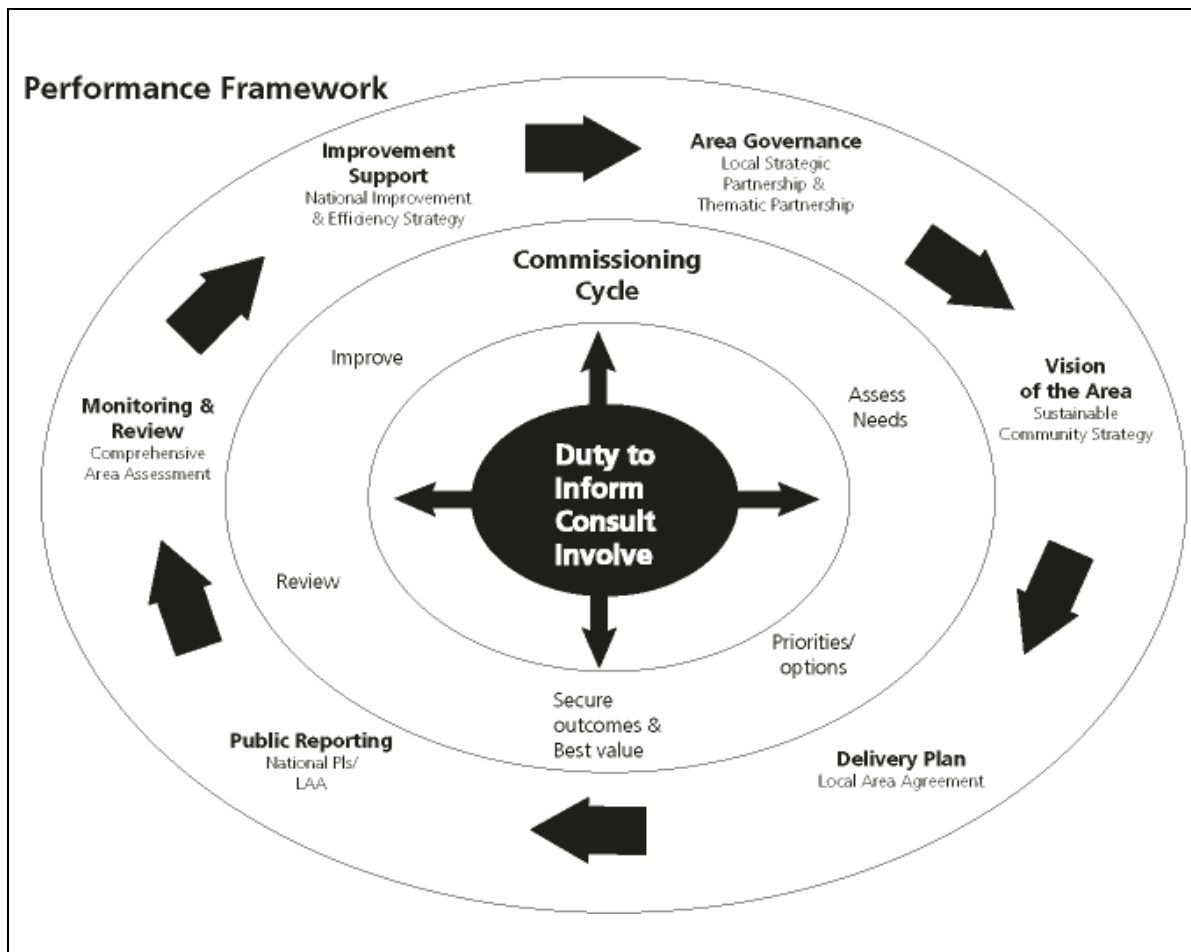 Performance Framework
Improvement
Support
National Improvement
& Efficiency Strategy
Area Governance
Local Strategic
Partnership &
Thematic Partnership
Vision
of the Area
Sustainable
Community Strategy
Delivery Plan
Local Area Agreement
Public Reporting
National PIs/
LAA
Monitoring &
Review
Comprehensive
Area Assessment
Commissioning
Cycle
Assess
Needs
Priorities/
options
Secure
outcomes &
Best value
Review
Improve
Duty to
Inform
Consult
Involve